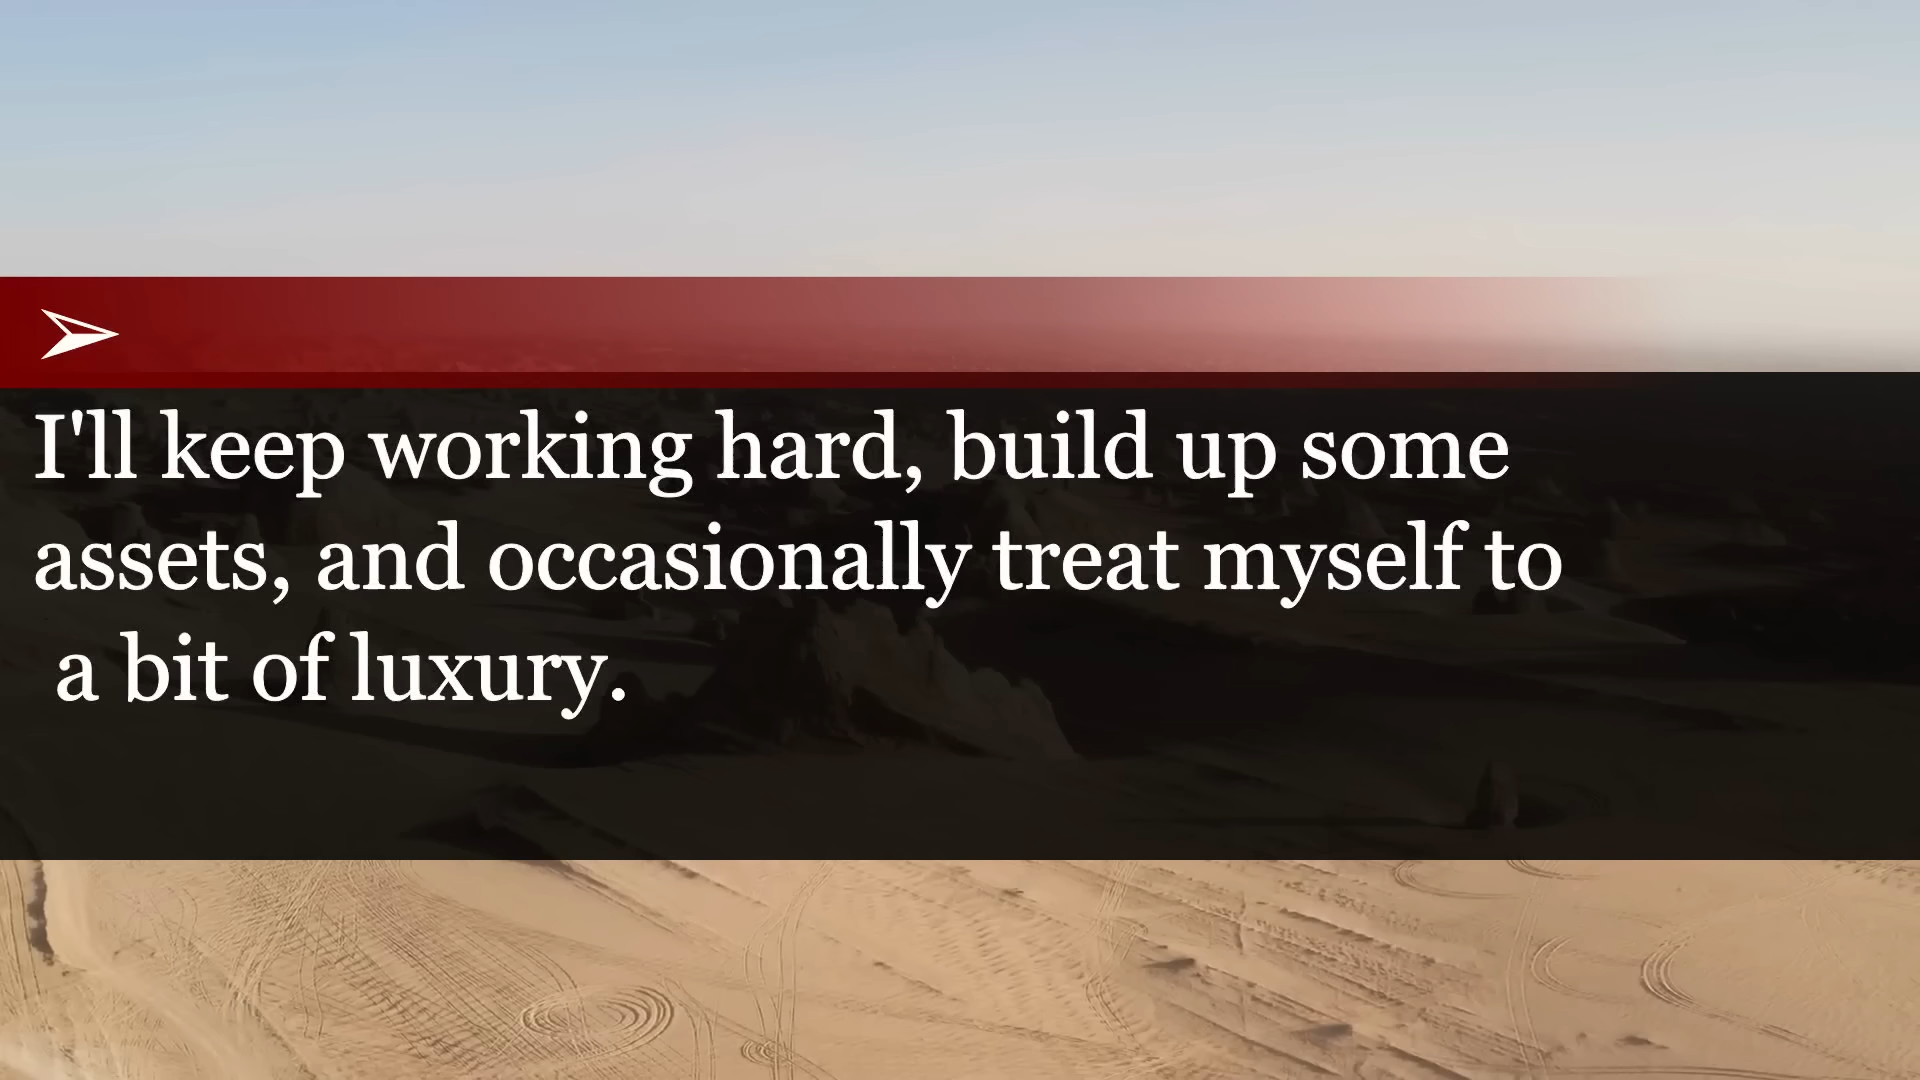 I'll keep working hard, build up some
assets, and occasionally treat myself to
a bit of luxury.